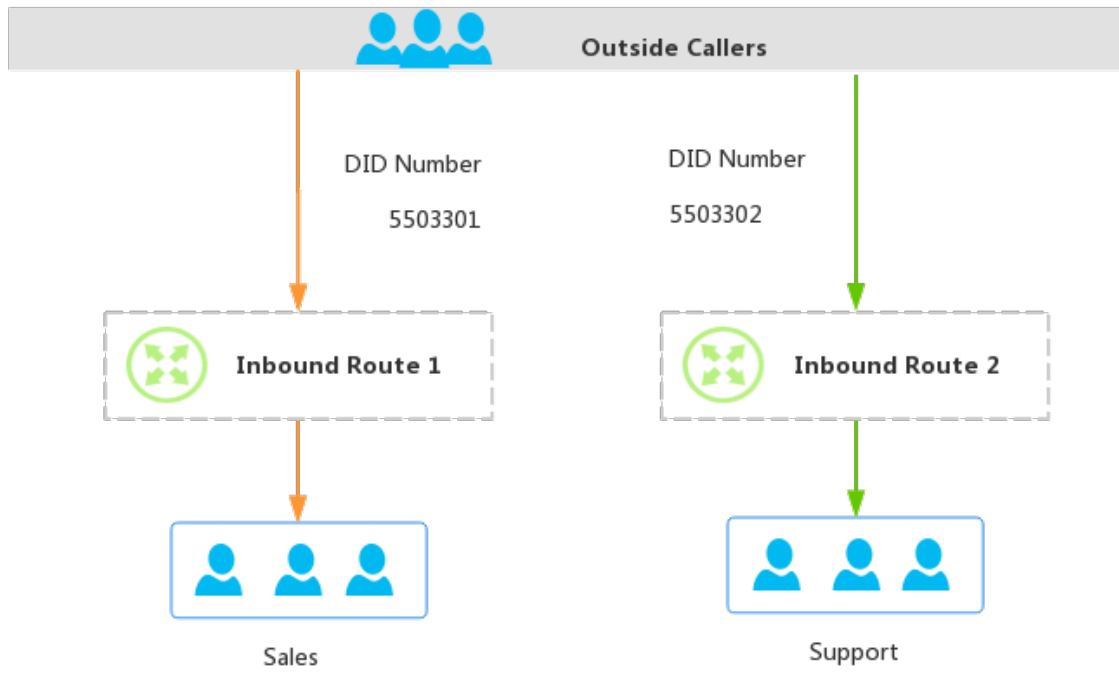 Outside Callers
DID Number
5503301
DID Number
5503302
Inbound Route 1
Inbound Route 2
Sales
Support